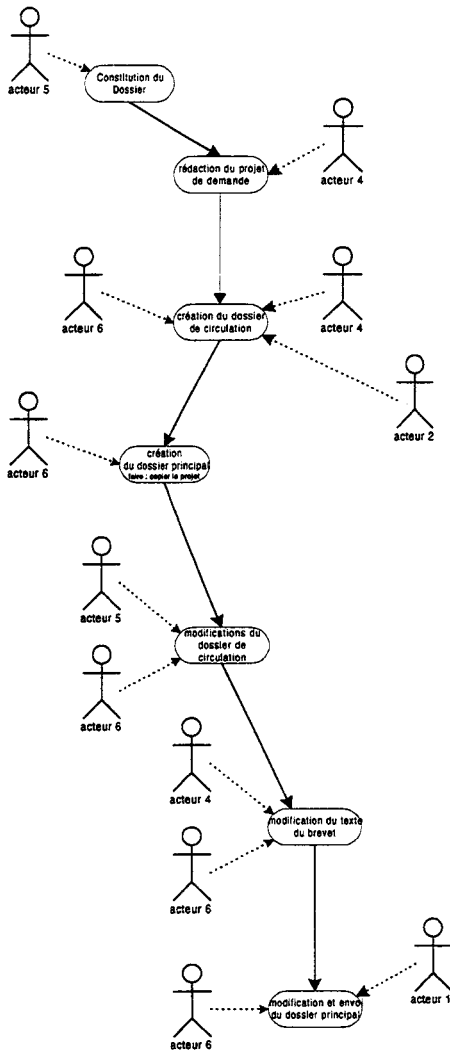 acteur 5
Constitution du
Dossier
rédaction du projet
de demande
acteur 4
acteur 6
création du dossier
de circulation
acteur 4
acteur 2
acteur 6
création
du dossier principal
faire : copier le projet
acteur 5
modifications du
dossier de
circulation
acteur 6
acteur 4
modification du texte
du brevet
acteur 6
modification et envo
du dossier principal
acteur 1
acteur 6